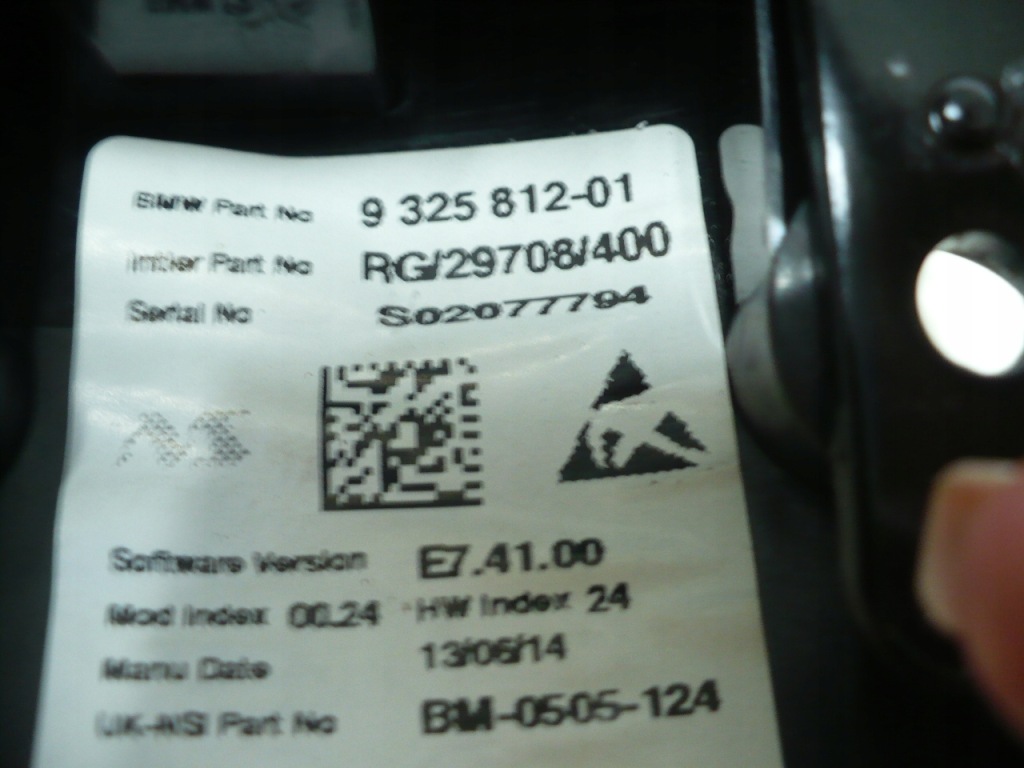 BMW Part No 9 325 812-01
Intier Part No RG/29708/400
Serial No S02077794
NS
Software Version E7.41.00
Mod Index 00.24 HW Index 24
Manu Date 13/06/14
UK-NSI Part No BM-0505-124